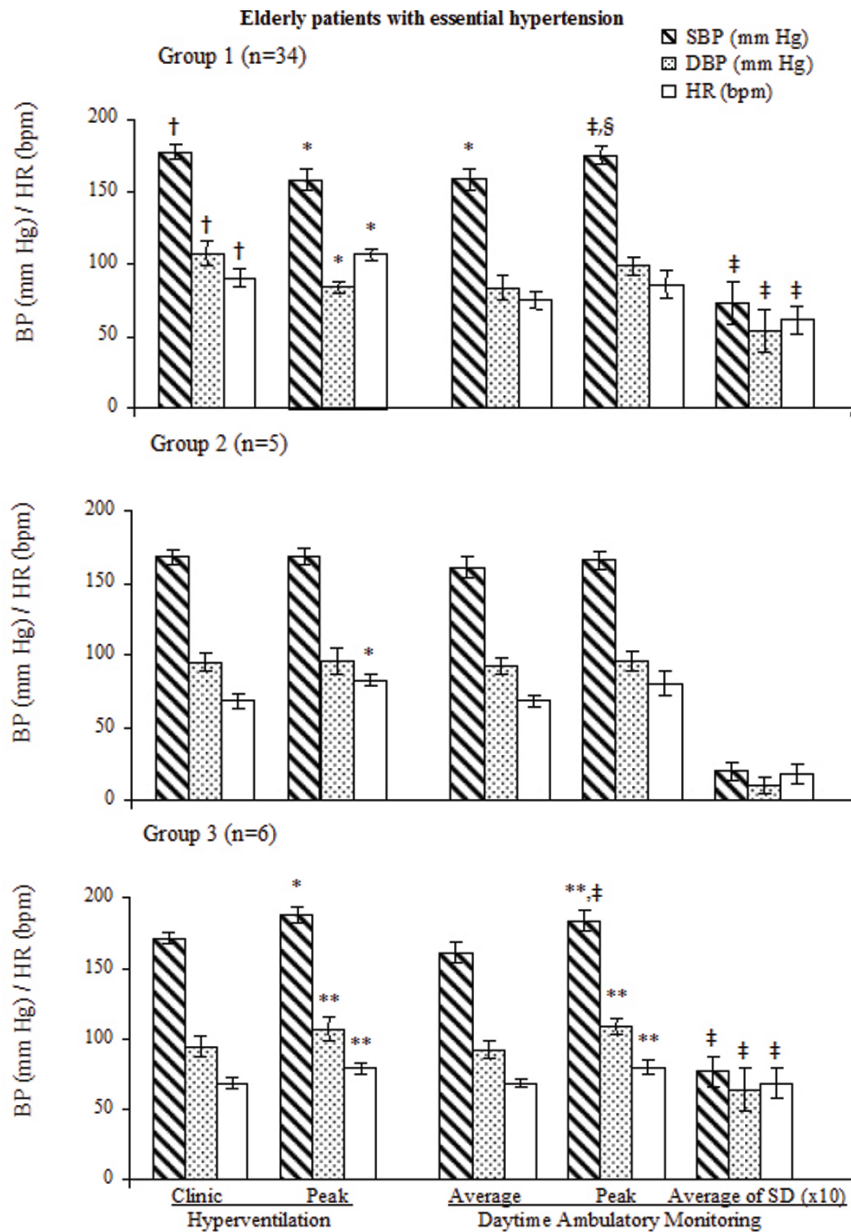 Elderly patients with essential hypertension
SBP (mm Hg)
DBP (mm Hg)
HR (bpm)
Group 1 (n=34)
BP (mm Hg) / HR (bpm)
200
150
100
50
0
† † †
* * *
*
‡,§
‡ ‡ ‡
Group 2 (n=5)
BP (mm Hg) / HR (bpm)
200
150
100
50
0
*
Group 3 (n=6)
BP (mm Hg) / HR (bpm)
200
150
100
50
0
* ** **
**,‡ ** **
‡ ‡ ‡
Clinic Peak Average Peak Average of SD (x10)
Hyperventilation Daytime Ambulatory Monitoring